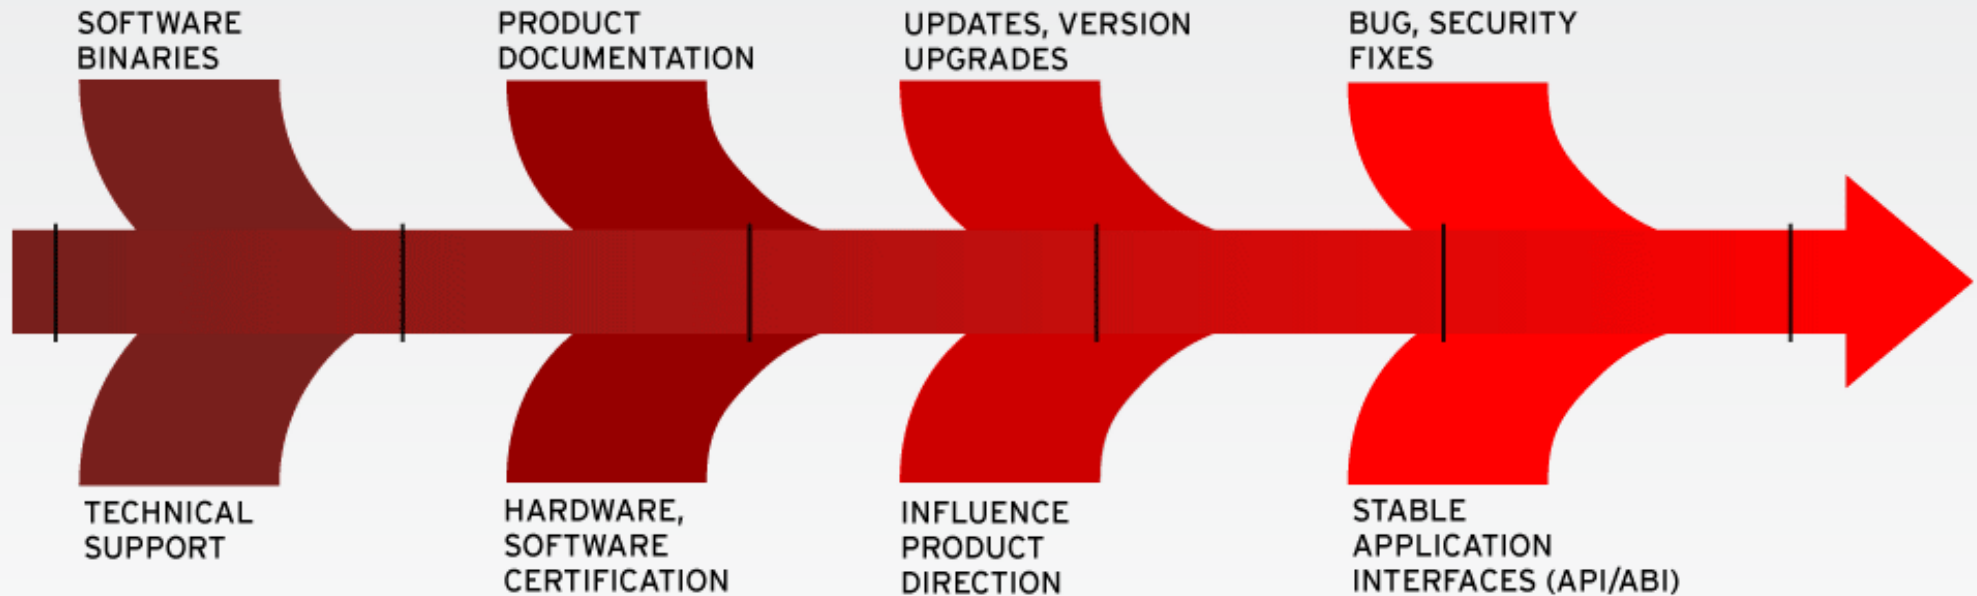 SOFTWARE
BINARIES
PRODUCT
DOCUMENTATION
UPDATES, VERSION
UPGRADES
BUG, SECURITY
FIXES
TECHNICAL
SUPPORT
HARDWARE,
SOFTWARE
CERTIFICATION
INFLUENCE
PRODUCT
DIRECTION
STABLE
APPLICATION
INTERFACES (API/ABI)